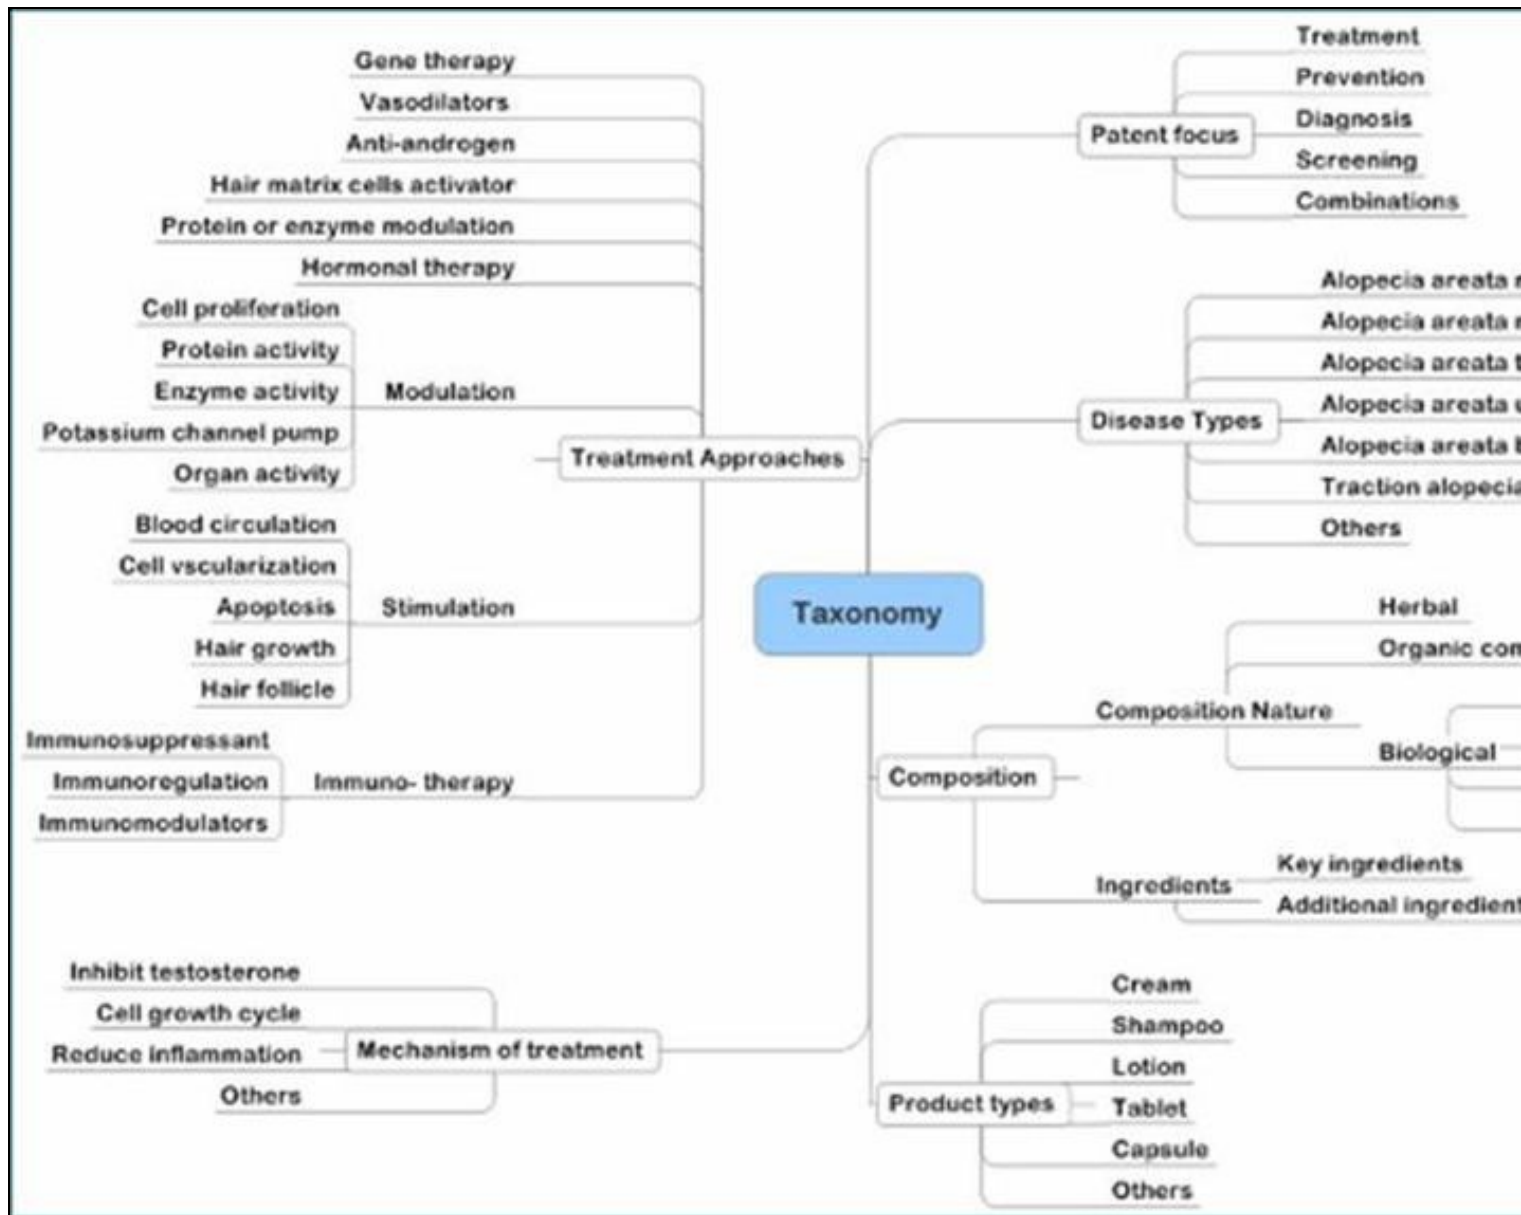 Gene therapy
Vasodilators
Anti-androgen
Hair matrix cells activator
Protein or enzyme modulation
Hormonal therapy
Cell proliferation
Protein activity
Enzyme activity
Potassium channel pump
Organ activity
Modulation
Blood circulation
Cell vscularization
Apoptosis
Hair growth
Hair follicle
Stimulation
Immunosuppressant
Immunoregulation
Immunomodulators
Immuno- therapy
Treatment Approaches
Inhibit testosterone
Cell growth cycle
Reduce inflammation
Others
Mechanism of treatment
Taxonomy
Patent focus
Treatment
Prevention
Diagnosis
Screening
Combinations
Disease Types
Alopecia areata
Alopecia areata
Alopecia areata
Alopecia areata
Alopecia areata
Traction alopecia
Others
Composition
Composition Nature
Herbal
Organic
Biological
Ingredients
Key ingredients
Additional
Product types
Cream
Shampoo
Lotion
Tablet
Capsule
Others